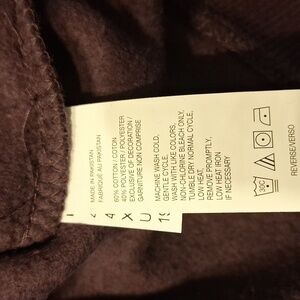 MADE IN PAKISTAN
FABRIQUÉ AU PAKISTAN
60% COTTON / COTON
40% POLYESTER / POLYESTER
EXCLUSIVE OF DECORATION /
GARNITURE NON COMPRISE
MACHINE WASH COLD,
GENTLE CYCLE,
WASH WITH LIKE COLORS,
NON-CHLORINE BLEACH ONLY,
TUMBLE DRY NORMAL CYCLE,
LOW HEAT,
REMOVE PROMPTLY.
LOW HEAT IRON
IF NECESSARY
30C
REVERSE/VERSO